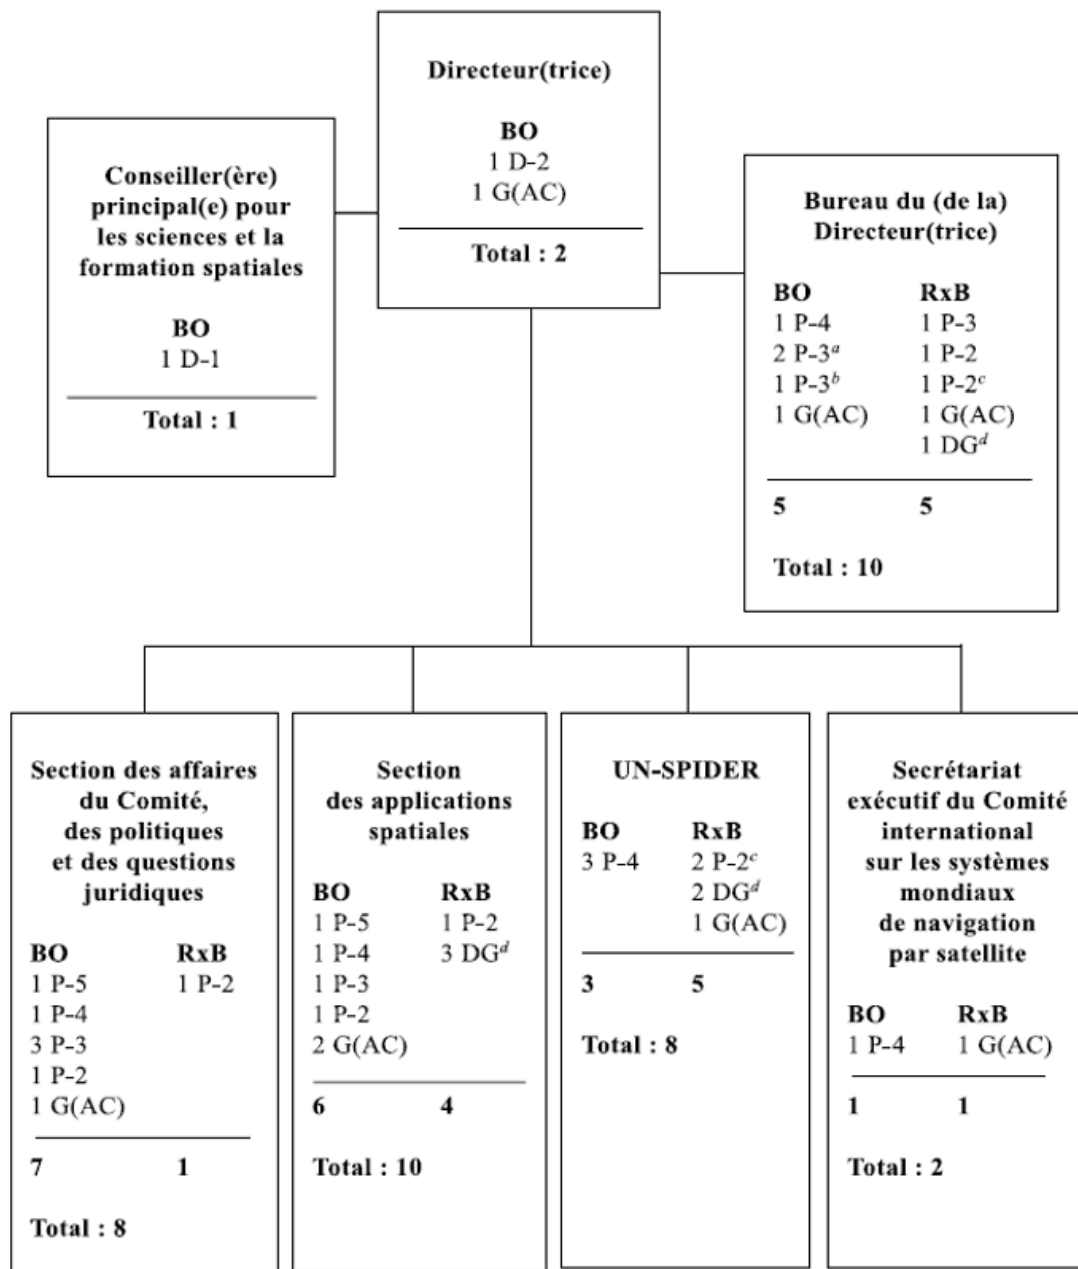 Directeur(trice)
BO
1 D-2
1 G(AC)
Total : 2
Conseiller(ère)
principal(e) pour
les sciences et la
formation spatiales
BO
1 D-1
Total : 1
Bureau du (de la)
Directeur(trice)
BO RxB
1 P-4 1 P-3
2 P-3a 1 P-2
1 P-3b 1 P-2c
1 G(AC) 1 G(AC)
1 DGd
5 5
Total : 10
Section des affaires
du Comité,
des politiques
et des questions
juridiques
BO RxB
1 P-5 1 P-2
1 P-4
3 P-3
1 P-2
1 G(AC)
7 1
Total : 8
Section
des applications
spatiales
BO RxB
1 P-5 1 P-2
1 P-4 3 DGd
1 P-3
1 P-2
2 G(AC)
6 4
Total : 10
UN-SPIDER
BO RxB
3 P-4 2 P-2c
2 DGd
1 G(AC)
3 5
Total : 8
Secrétariat
exécutif du Comité
international
sur les systèmes
mondiaux
de navigation
par satellite
BO RxB
1 P-4 1 G(AC)
1 1
Total : 2